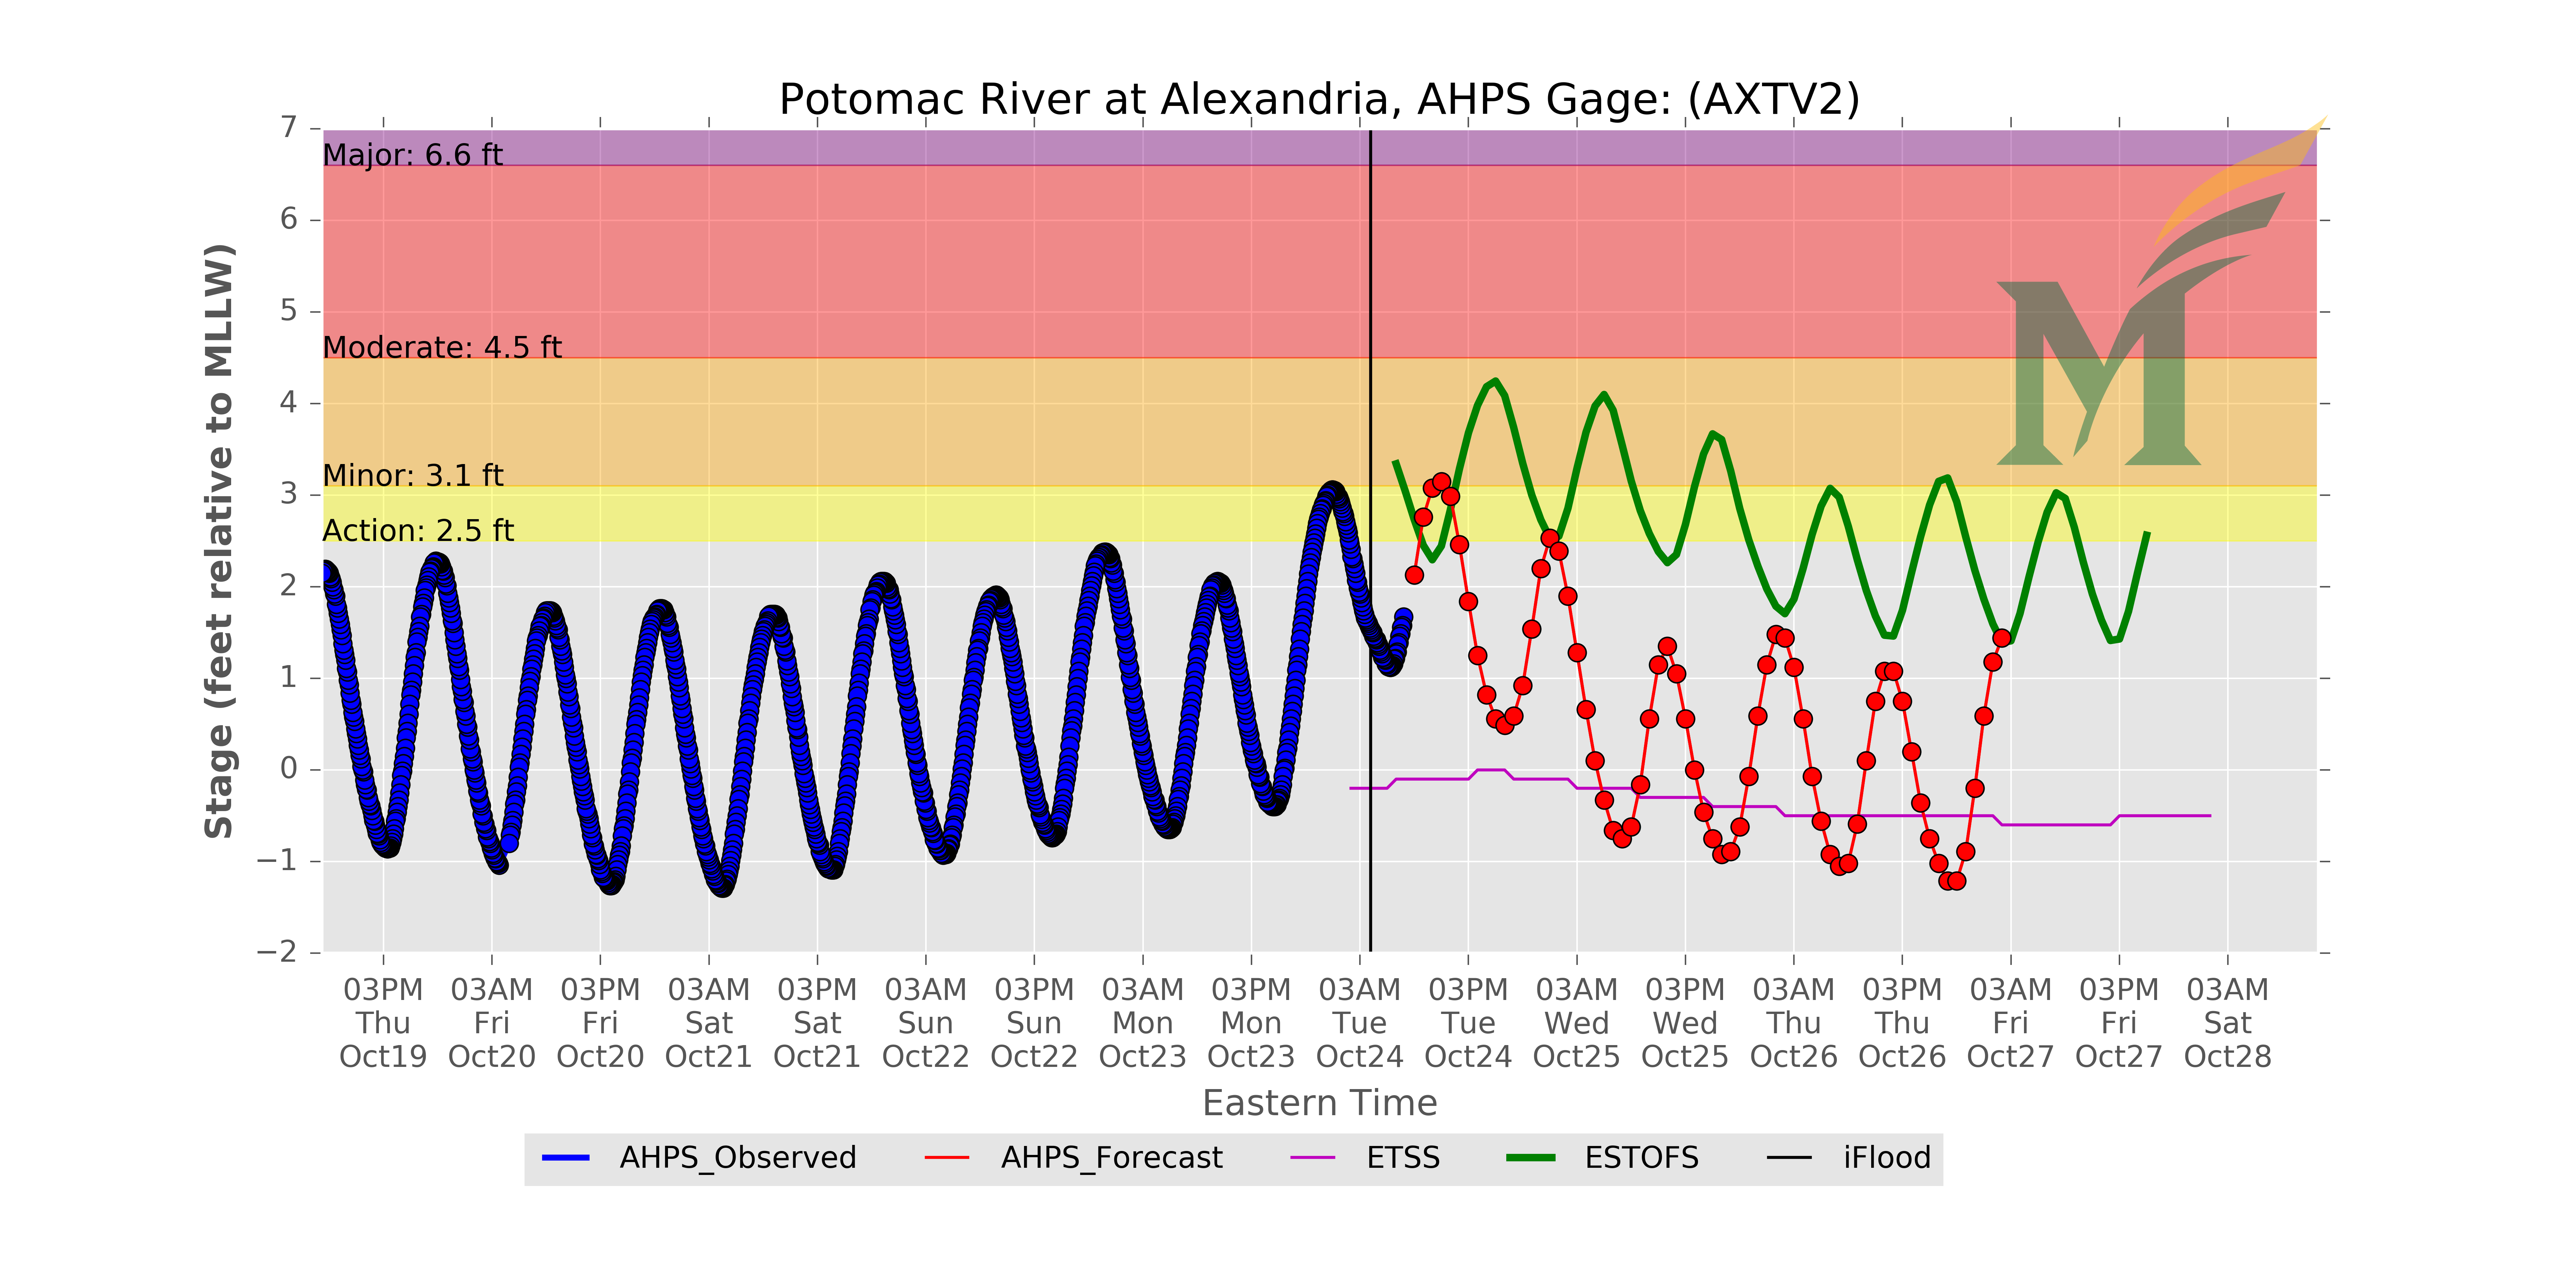 Potomac River at Alexandria, AHPS Gage: (AXTV2)
7
Major: 6.6 ft
6
5
Moderate: 4.5 ft
4
Minor: 3.1 ft
3
Action: 2.5 ft
2
1
0
−1
−2
Stage (feet relative to MLLW)
03PM 03AM 03PM 03AM 03PM 03AM 03PM 03AM 03PM 03AM 03PM 03AM 03PM 03AM 03PM 03AM 03PM 03AM
Thu Fri Fri Sat Sat Sun Sun Mon Mon Tue Tue Wed Wed Thu Thu Fri Fri Sat
Oct19 Oct20 Oct20 Oct21 Oct21 Oct22 Oct22 Oct23 Oct23 Oct24 Oct24 Oct25 Oct25 Oct26 Oct26 Oct27 Oct27 Oct28
Eastern Time
AHPS_Observed AHPS_Forecast ETSS ESTOFS iFlood
M